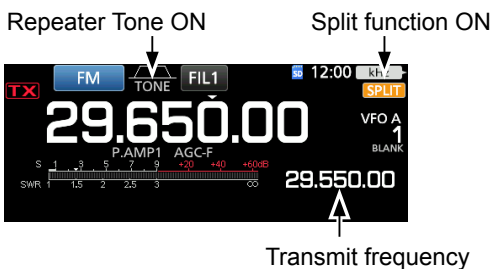 Repeater Tone ON Split function ON
FM TONE FIL1 SD 12:00 kHz
TX SPLIT
29.650.00 VFO A
1
P.AMP1 AGC-F BLANK
S 1 3 5 7 9 +20 +40 +60dB
SWR 1 1.5 2 2.5 3 ∞ 29.550.00
Transmit frequency